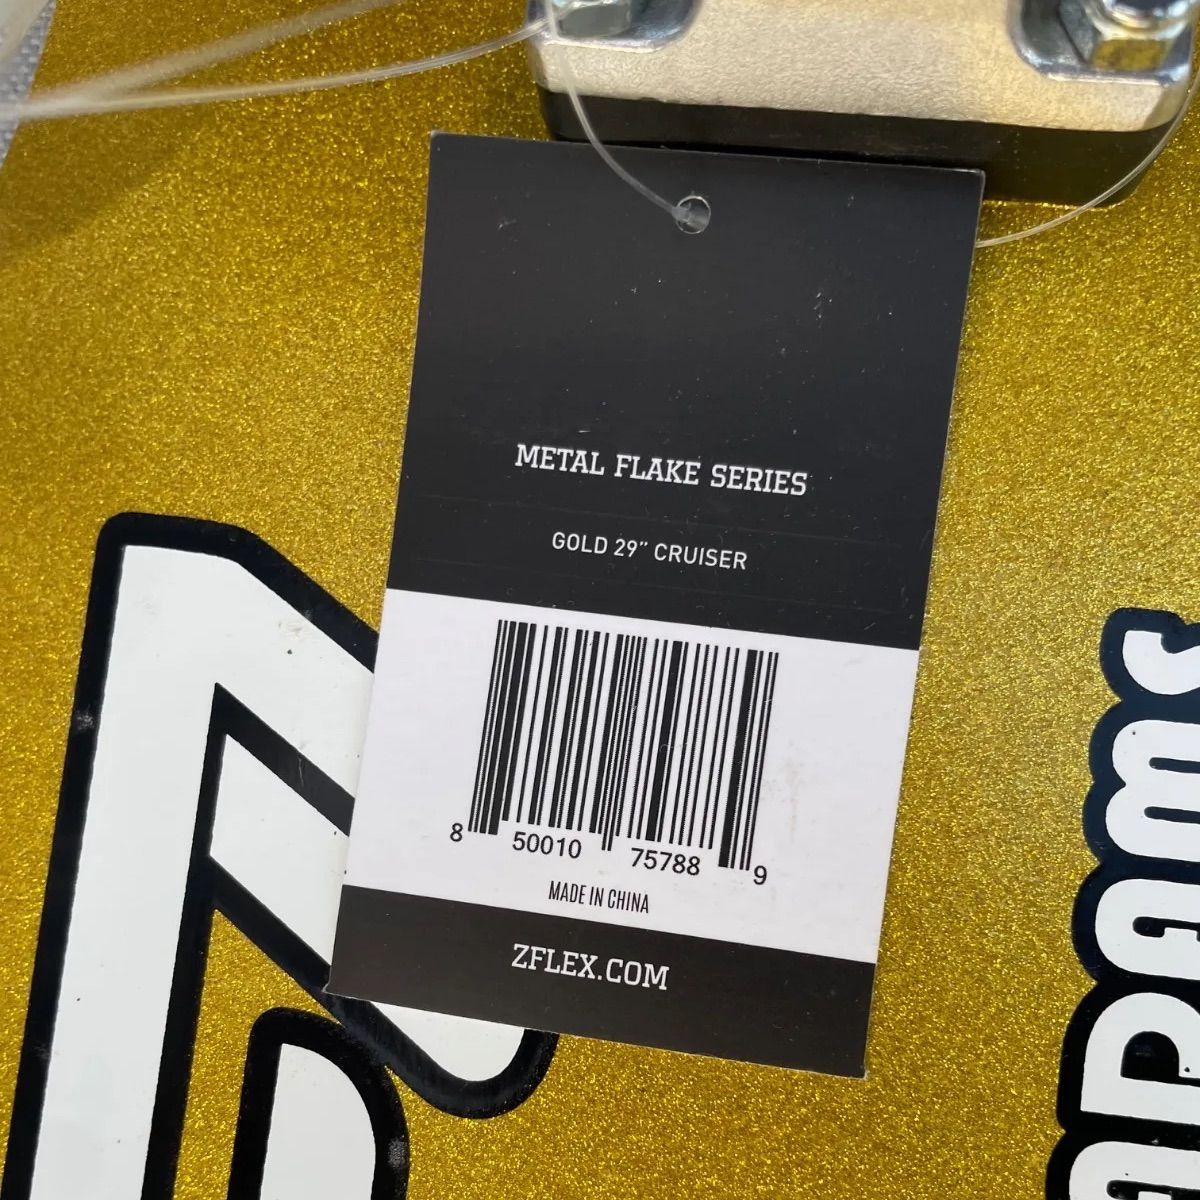 METAL FLAKE SERIES
GOLD 29" CRUISER
8 50010 75788 9
MADE IN CHINA
ZFLEX.COM